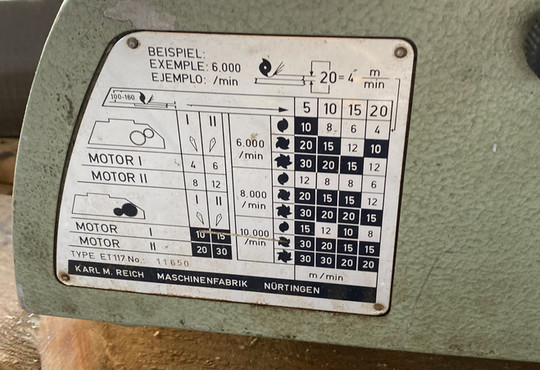 BEISPIEL:
EXEMPLE: 6.000
EJEMPLO: /min
20 = 4 m/min
100-160
5 10 15 20
I II
6.000 /min
10 8 6 4
20 15 12 10
30 20 15 12
MOTOR I 4 6
MOTOR II 8 12
8.000 /min
12 8 8 6
20 15 15 12
30 20 20 15
I II
10.000 /min
15 12 10 8
30 20 15 15
30 30 20 20
MOTOR I 10 15
MOTOR II 20 30
m/min
TYPE ET117 No.: 11650
KARL M. REICH MASCHINENFABRIK NÜRTINGEN